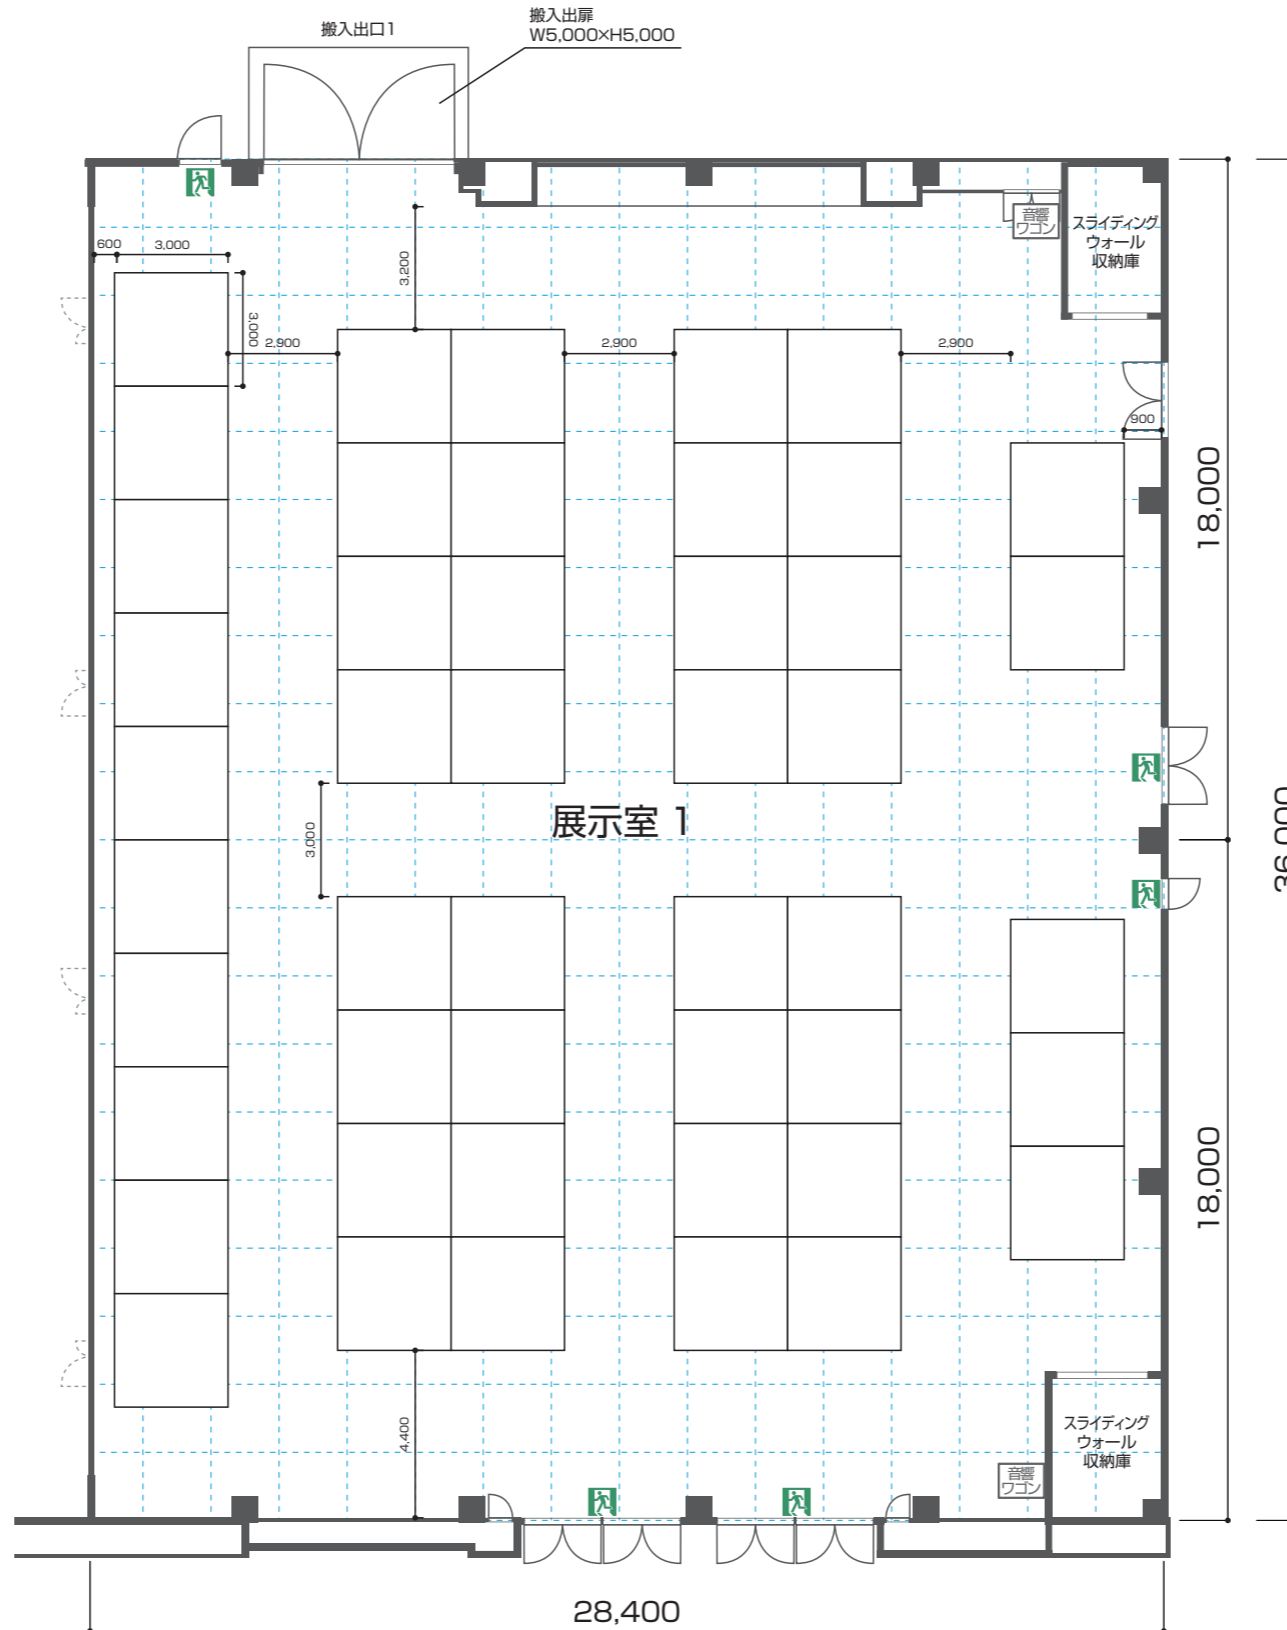 搬入出口1
搬入出扉
W5,000×H5,000
600
3,000
3,200
音響
ワゴン
スライディング
ウォール
収納庫
3,000
2,900
2,900
2,900
900
18,000
展示室 1
3,000
36,000
18,000
4,400
スライディング
ウォール
収納庫
音響
ワゴン
28,400